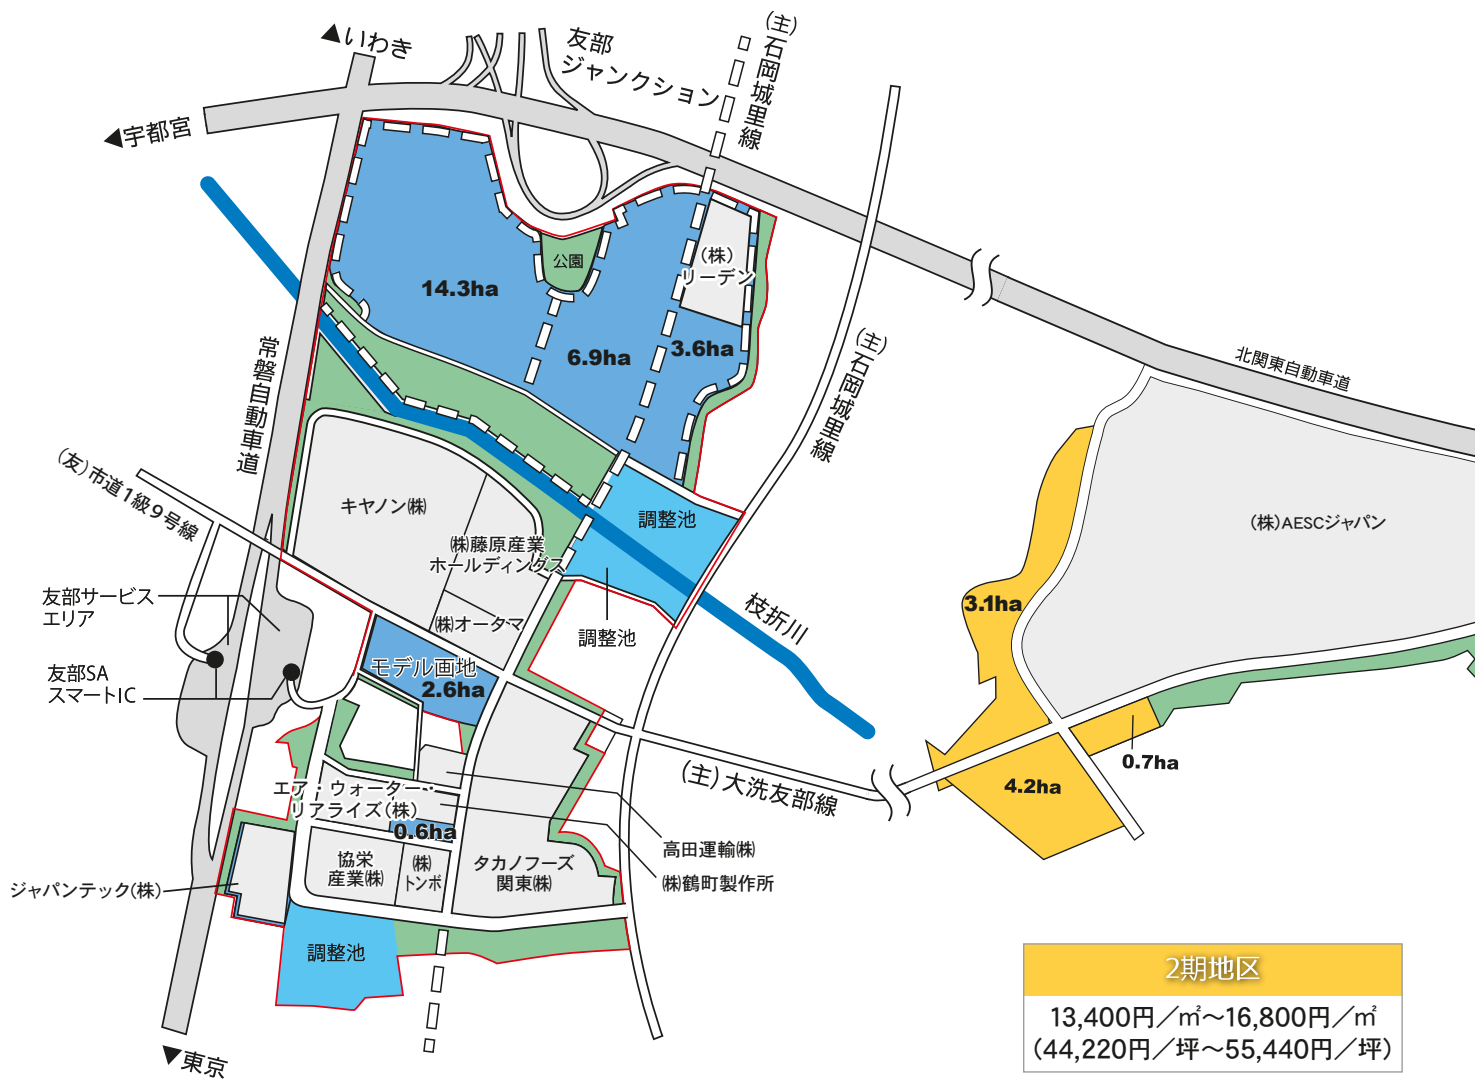 ▲いわき
友部
ジャンクション
(主)石岡城里線
▲宇都宮
公園
(株)
リーデン
14.3ha
6.9ha
3.6ha
(主)石岡城里線
北関東自動車道
常磐自動車道
(友)市道1級9号線
キヤノン㈱
調整池
㈱藤原産業
ホールディングス
(株)AESCジャパン
友部サービス
エリア
㈱オータマ
調整池
枝折川
3.1ha
友部SA
スマートIC
モデル画地
2.6ha
(主)大洗友部線
0.7ha
4.2ha
エア・ウォーター・
リアライズ(株)
0.6ha
高田運輸㈱
㈱鶴町製作所
協栄
産業㈱
㈱
トンボ
タカノフーズ
関東㈱
ジャパンテック(株)
調整池
▼東京
2期地区
13,400円／㎡～16,800円／㎡
(44,220円／坪～55,440円／坪)